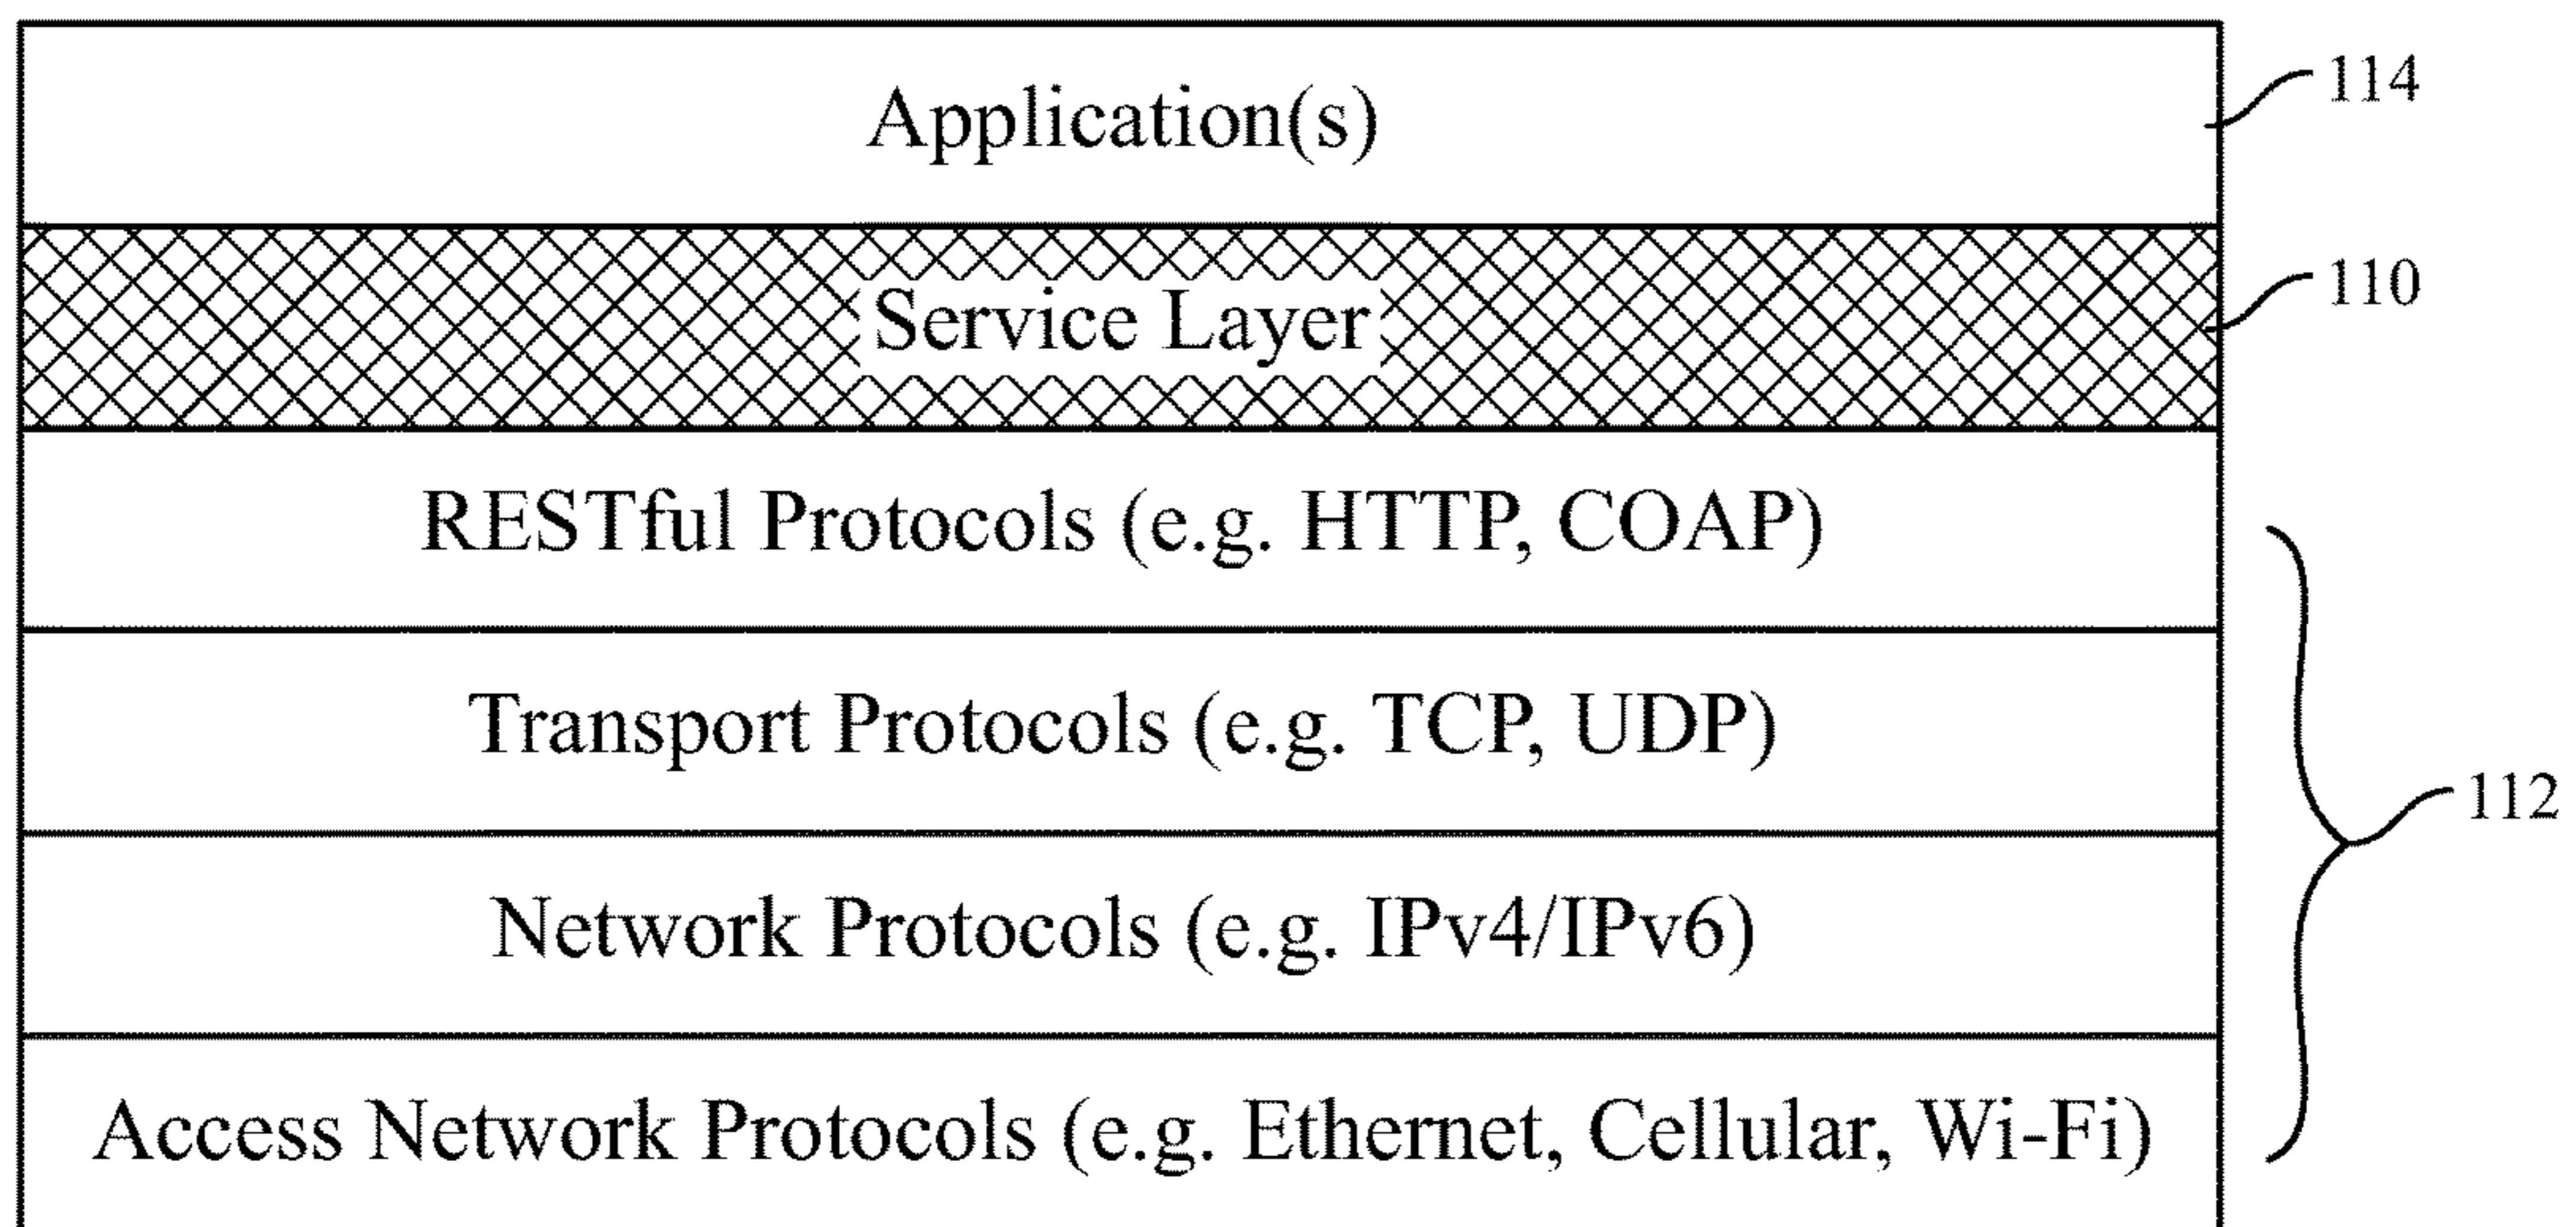 Application(s)
114
Service Layer
110
RESTful Protocols (e.g. HTTP, COAP)
Transport Protocols (e.g. TCP, UDP)
112
Network Protocols (e.g. IPv4/IPv6)
Access Network Protocols (e.g. Ethernet, Cellular, Wi-Fi)